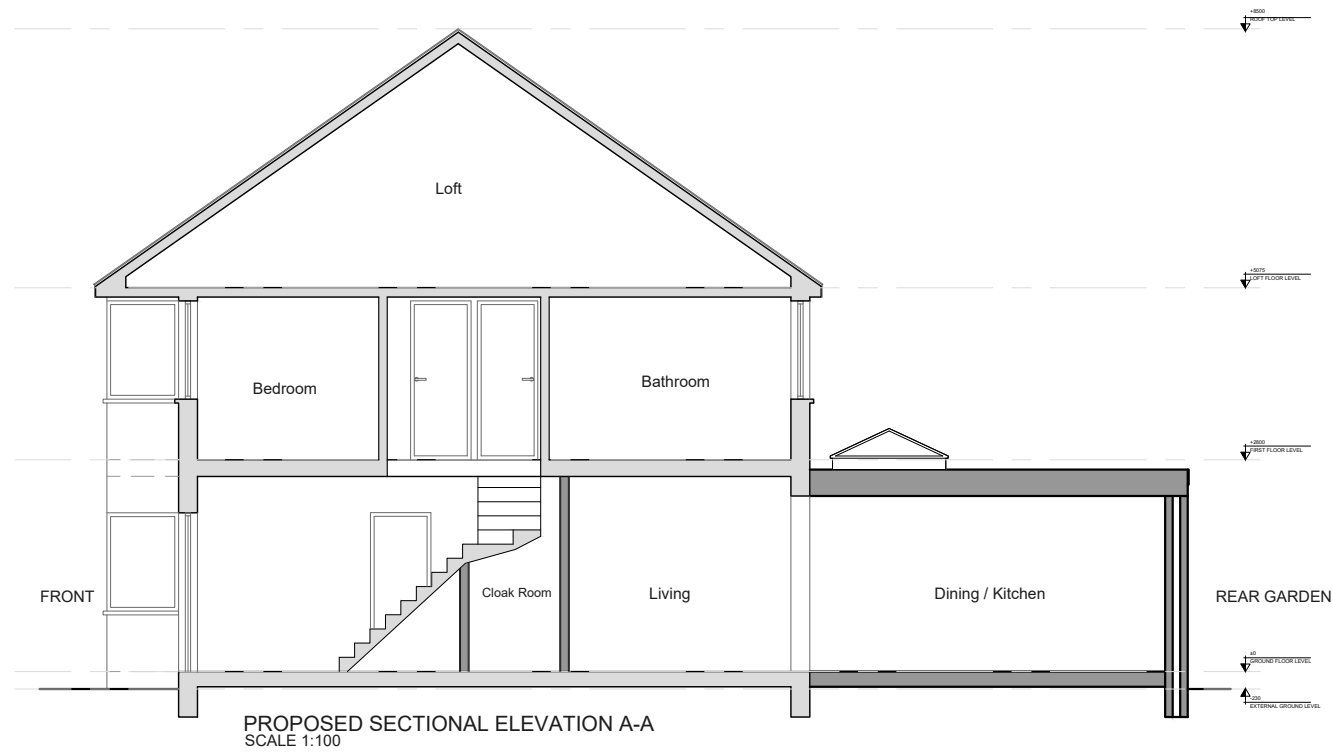 +8500
ROOF TOP LEVEL
Loft
+5075
LOFT FLOOR LEVEL
Bedroom
Bathroom
+2800
FIRST FLOOR LEVEL
FRONT
Cloak Room
Living
Dining / Kitchen
REAR GARDEN
±0
GROUND FLOOR LEVEL
-230
EXTERNAL GROUND LEVEL
PROPOSED SECTIONAL ELEVATION A-A
SCALE 1:100